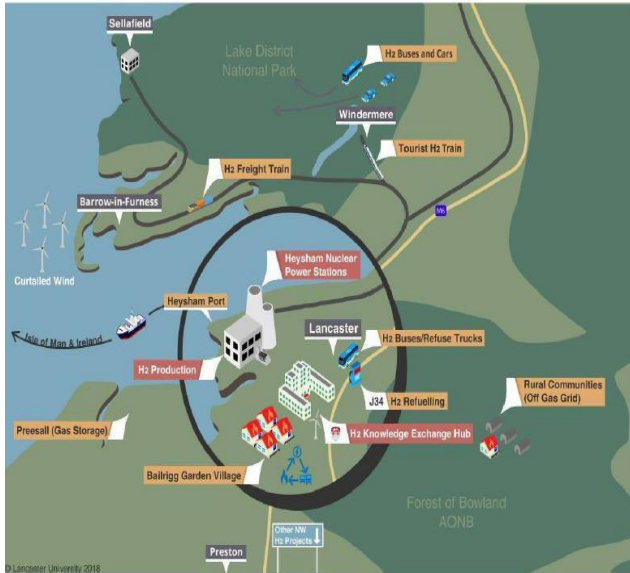 Sellafield
Lake District
National Park
H2 Buses and Cars
Windermere
Tourist H2 Train
H2 Freight Train
Barrow-in-Furness
M6
Curtailed Wind
Heysham Nuclear
Power Stations
Heysham Port
Isle of Man & Ireland
Lancaster
H2 Buses/Refuse Trucks
H2 Production
J34 H2 Refuelling
Rural Communities
(Off Gas Grid)
Preesall (Gas Storage)
H2 Knowledge Exchange Hub
Bailrigg Garden Village
Forest of Bowland
AONB
Other NW
H2 Projects
Preston
© Lancaster University 2018